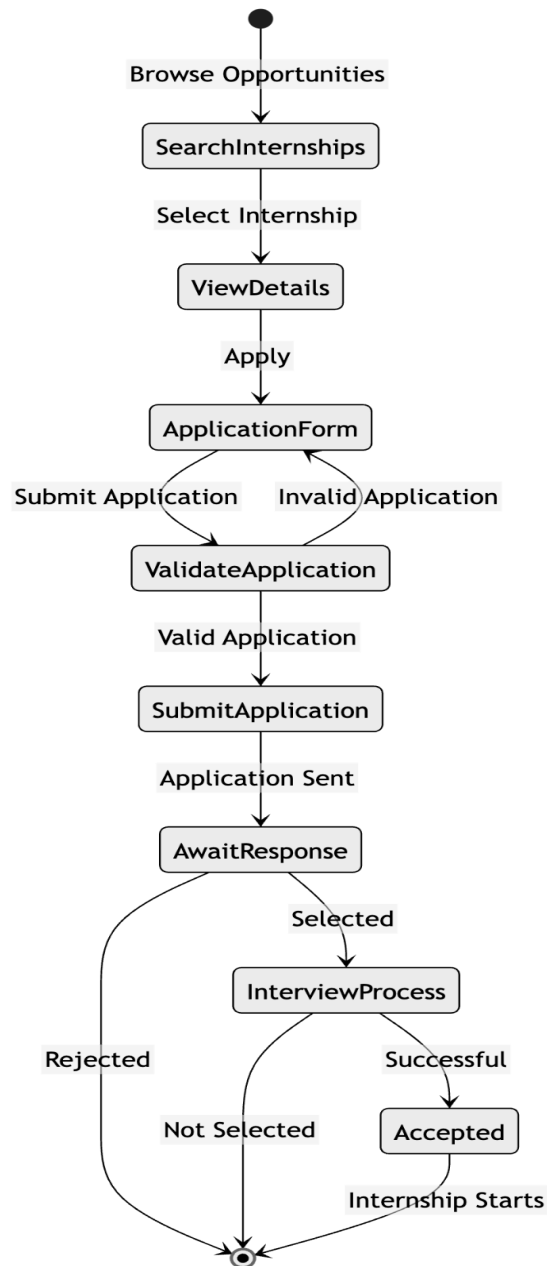 Browse Opportunities
SearchInternships
Select Internship
ViewDetails
Apply
ApplicationForm
Submit Application
Invalid Application
ValidateApplication
Valid Application
SubmitApplication
Application Sent
AwaitResponse
Selected
InterviewProcess
Rejected
Successful
Not Selected
Accepted
Internship Starts